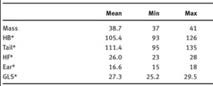 Mean Min Max
Mass 38.7 37 41
HB* 105.4 93 126
Tail* 111.4 95 135
HF* 26.0 23 28
Ear* 16.6 15 18
GLS* 27.3 25.2 29.5